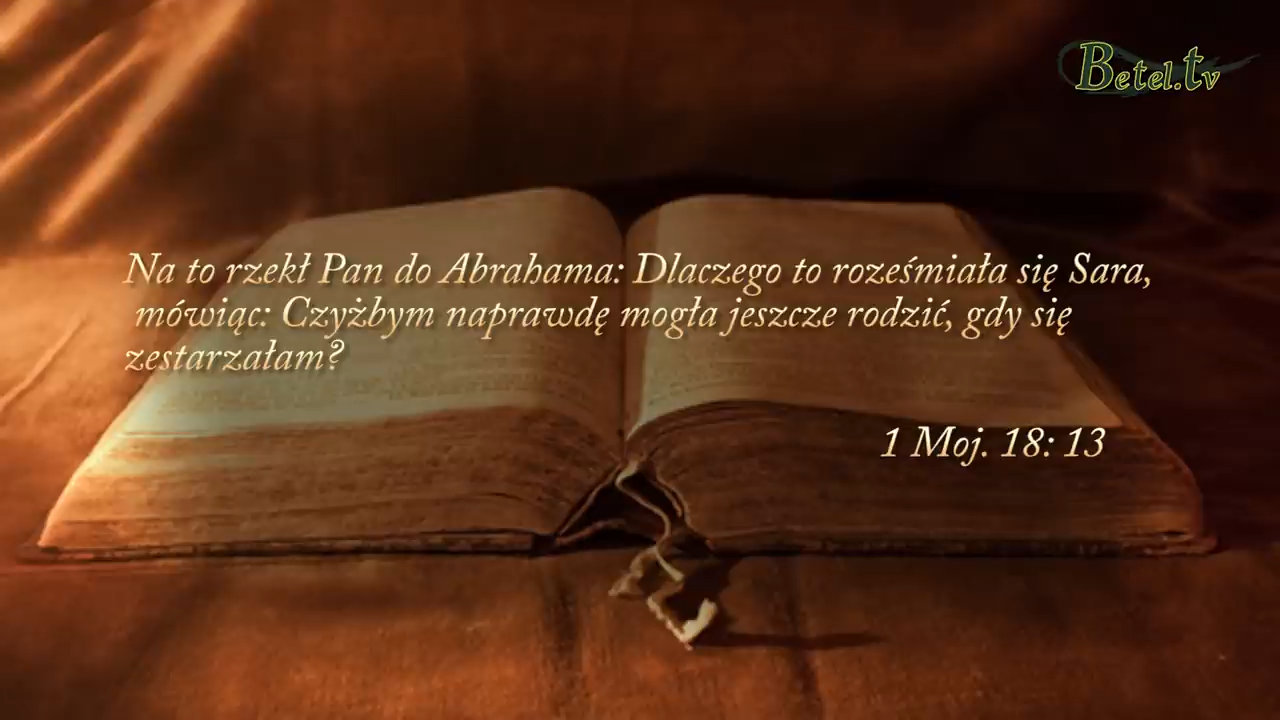 Betel.tv
Na to rzekł Pan do Abrahama: Dlaczego to roześmiała się Sara,
mówiąc: Czyżbym naprawdę mogła jeszcze rodzić, gdy się
zestarzałam?
1 Moj. 18: 13